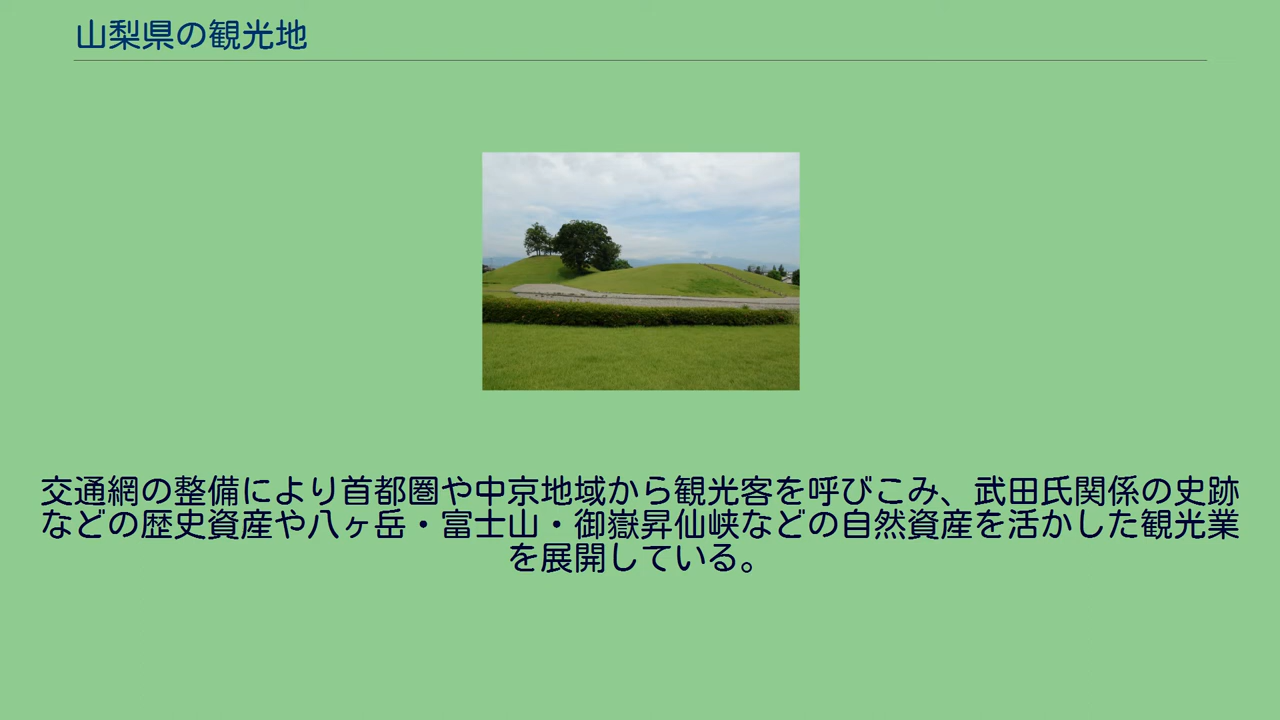 山梨県の観光地
交通網の整備により首都圏や中京地域から観光客を呼びこみ、武田氏関係の史跡
などの歴史資産や八ヶ岳・富士山・御嶽昇仙峡などの自然資産を活かした観光業
を展開している。